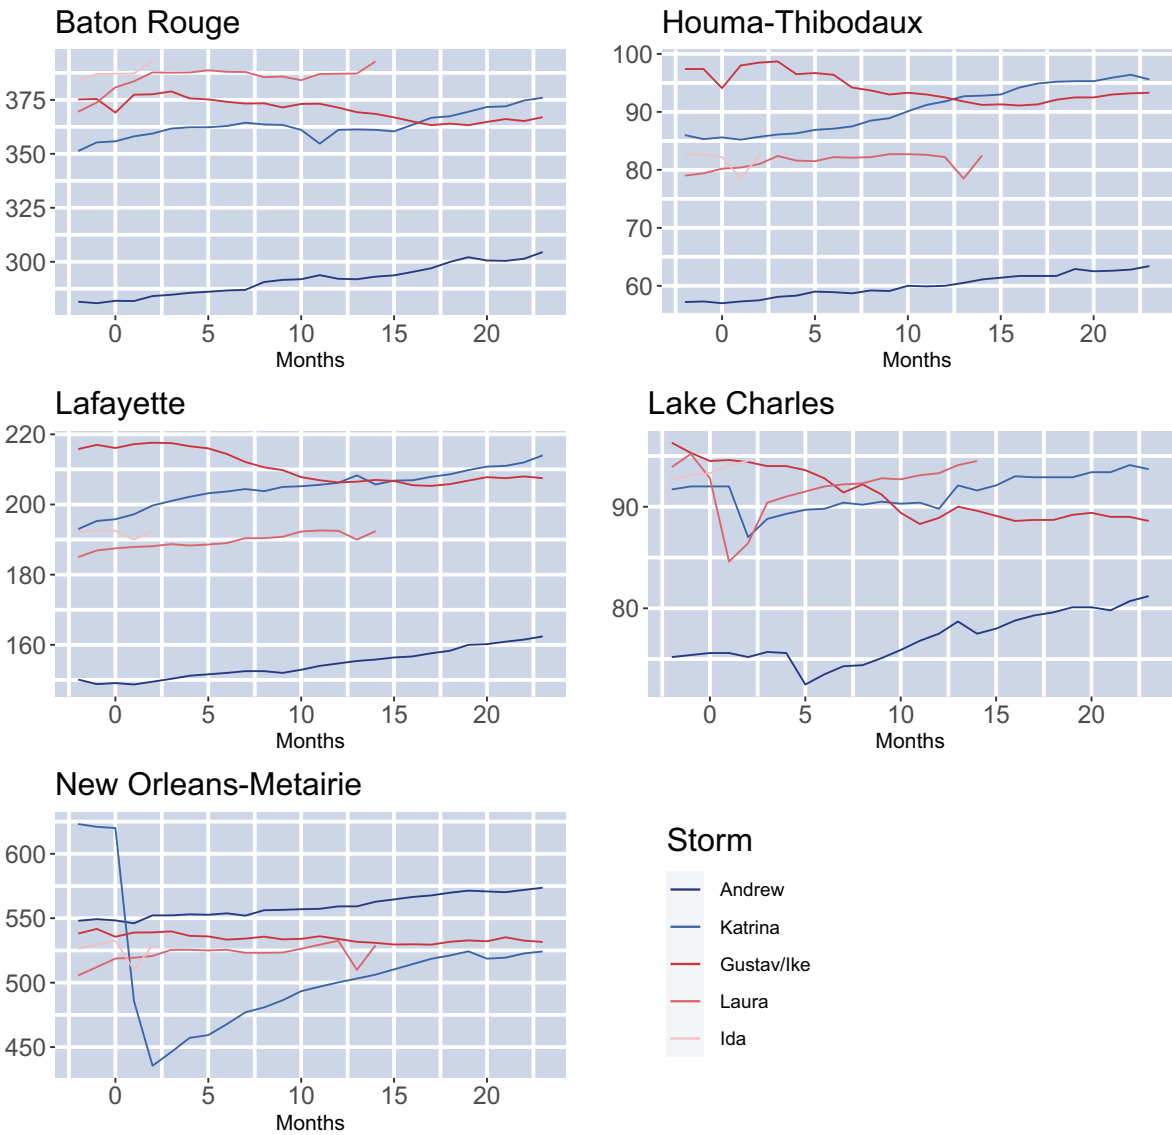 Baton Rouge
375
350
325
300
0 5 10 15 20
Months
Houma-Thibodaux
100
90
80
70
60
0 5 10 15 20
Months
Lafayette
220
200
180
160
0 5 10 15 20
Months
Lake Charles
90
80
0 5 10 15 20
Months
New Orleans-Metairie
600
550
500
450
0 5 10 15 20
Months
Storm
Andrew
Katrina
Gustav/Ike
Laura
Ida